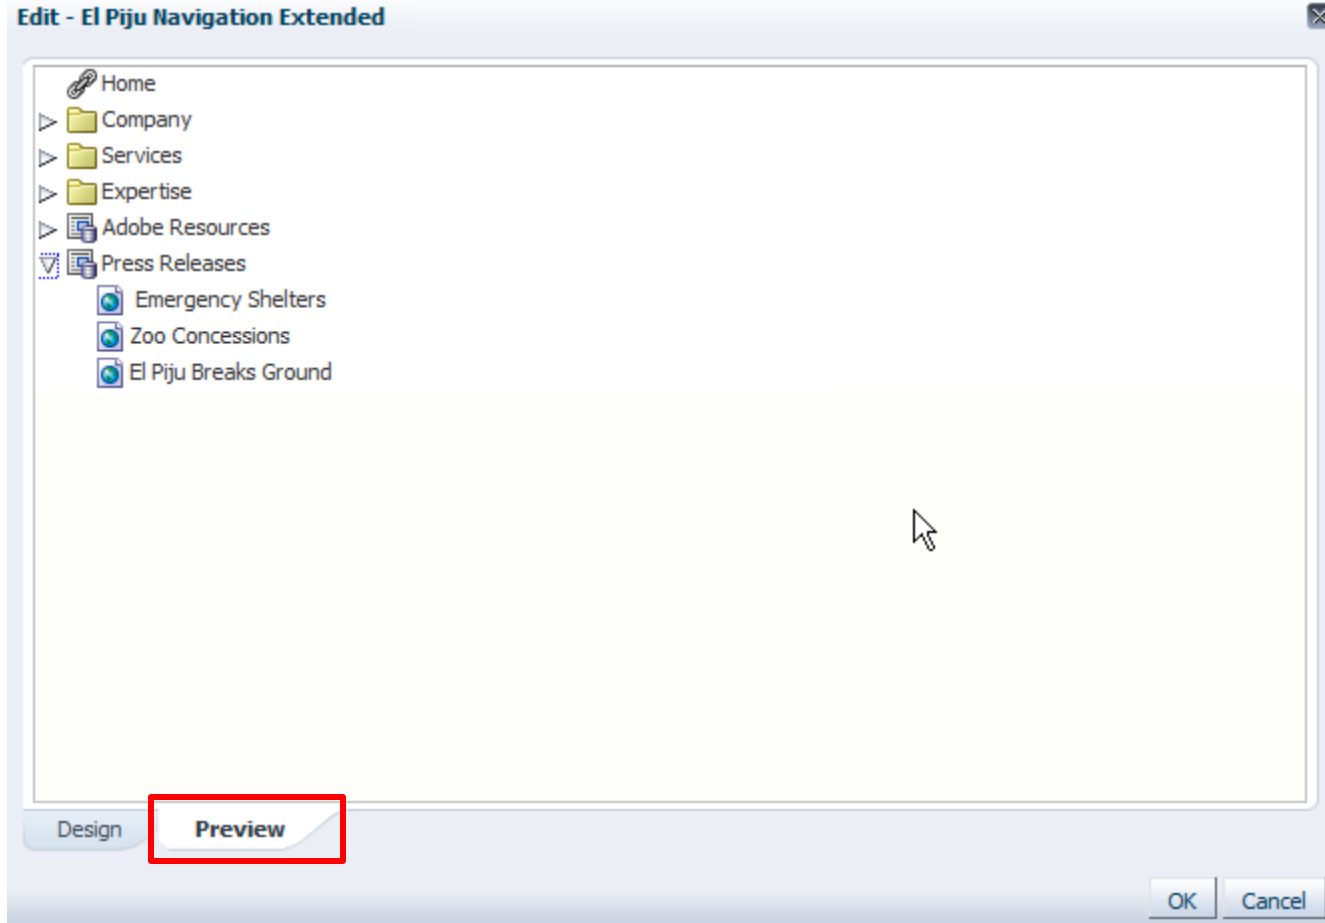 Edit - El Piju Navigation Extended
Home
Company
Services
Expertise
Adobe Resources
Press Releases
Emergency Shelters
Zoo Concessions
El Piju Breaks Ground
Design Preview
OK Cancel